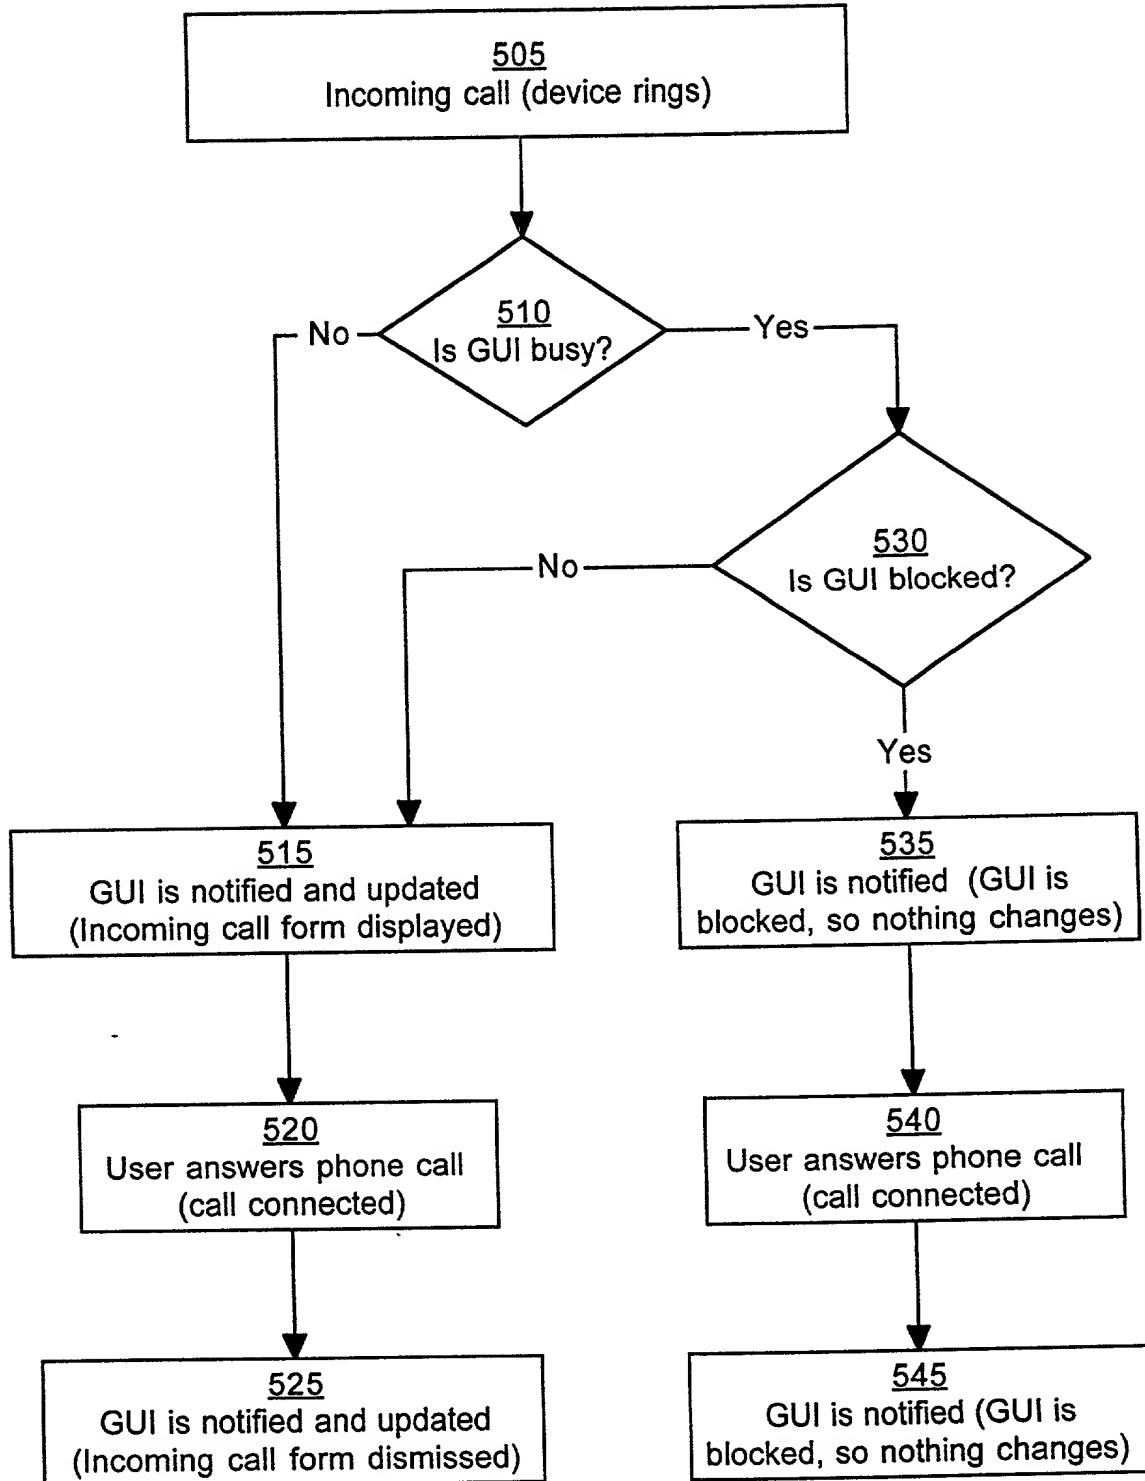 505
Incoming call (device rings)
510
Is GUI busy?
No
Yes
530
Is GUI blocked?
No
Yes
515
GUI is notified and updated
(Incoming call form displayed)
535
GUI is notified (GUI is
blocked, so nothing changes)
520
User answers phone call
(call connected)
540
User answers phone call
(call connected)
525
GUI is notified and updated
(Incoming call form dismissed)
545
GUI is notified (GUI is
blocked, so nothing changes)